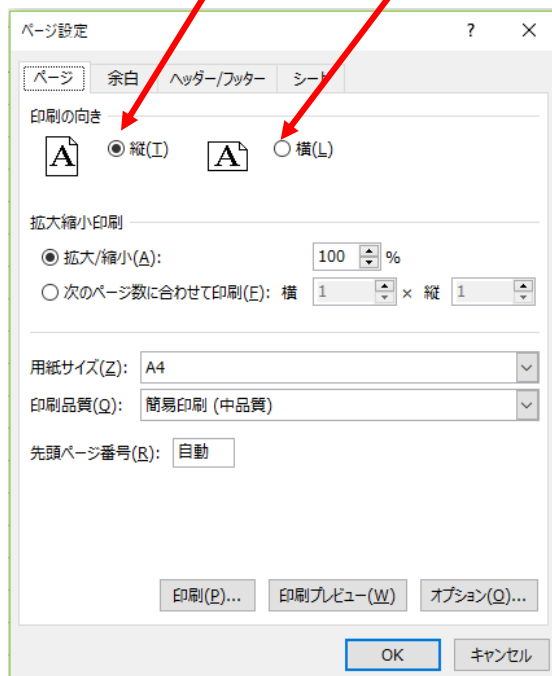 ページ設定 ? ×
ページ 余白 ヘッダー/フッター シート
印刷の向き
A 縦(T) A 横(L)
拡大縮小印刷
拡大/縮小(A): 100 %
次のページ数に合わせて印刷(F): 横 1 × 縦 1
用紙サイズ(Z): A4
印刷品質(Q): 簡易印刷 (中品質)
先頭ページ番号(R): 自動
印刷(P)... 印刷プレビュー(W) オプション(O)...
OK キャンセル